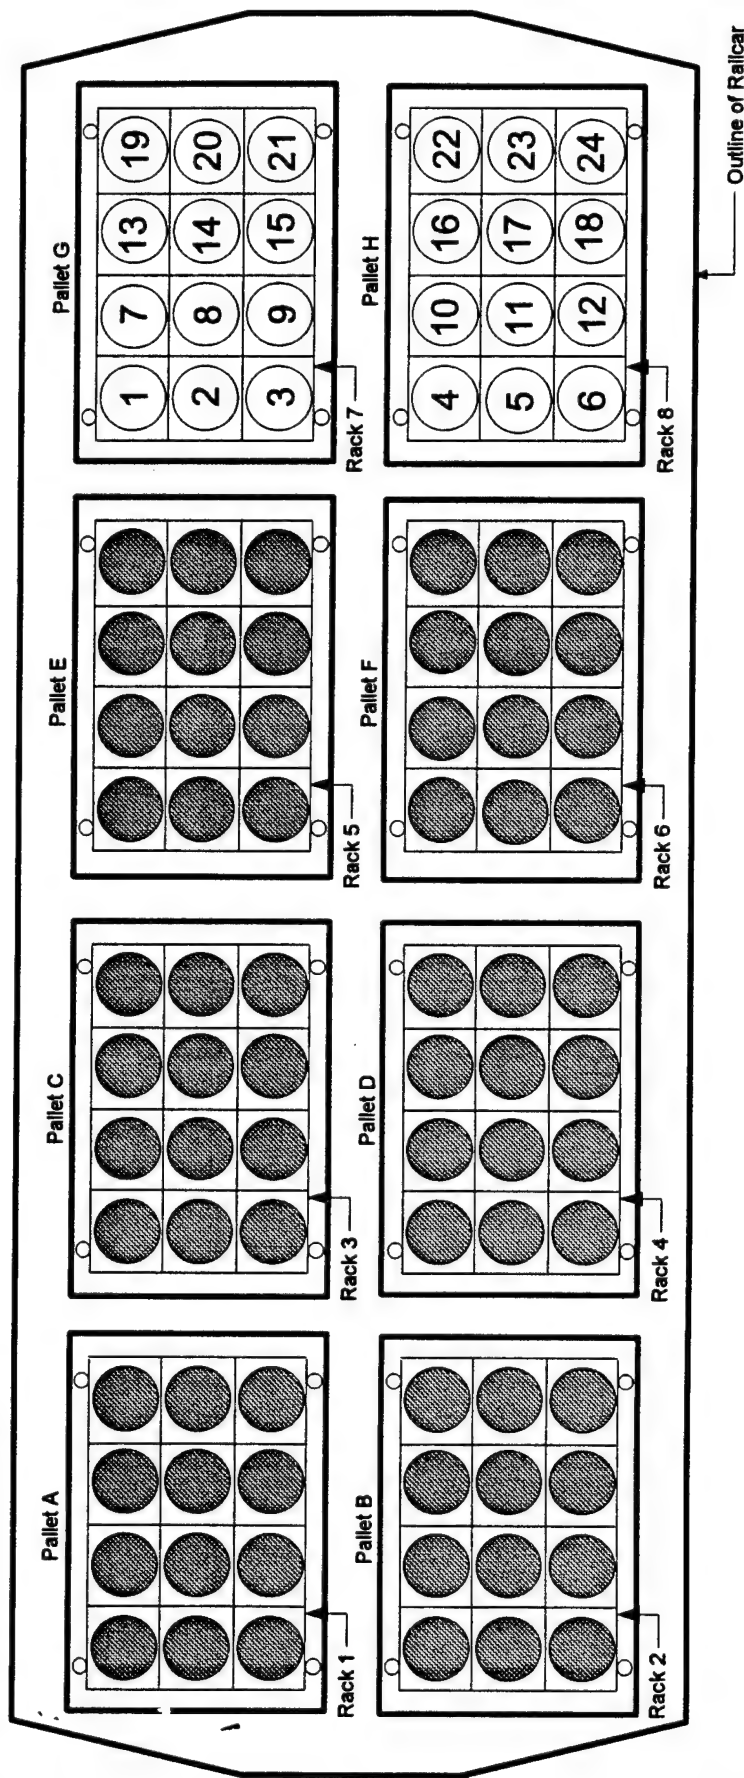 Pallet A
Pallet C
Pallet E
Pallet G
1 7 13 19
2 8 14 20
3 9 15 21
Rack 1
Rack 3
Rack 5
Rack 7
Pallet B
Pallet D
Pallet F
Pallet H
4 10 16 22
5 11 17 23
6 12 18 24
Rack 2
Rack 4
Rack 6
Rack 8
Outline of Railcar